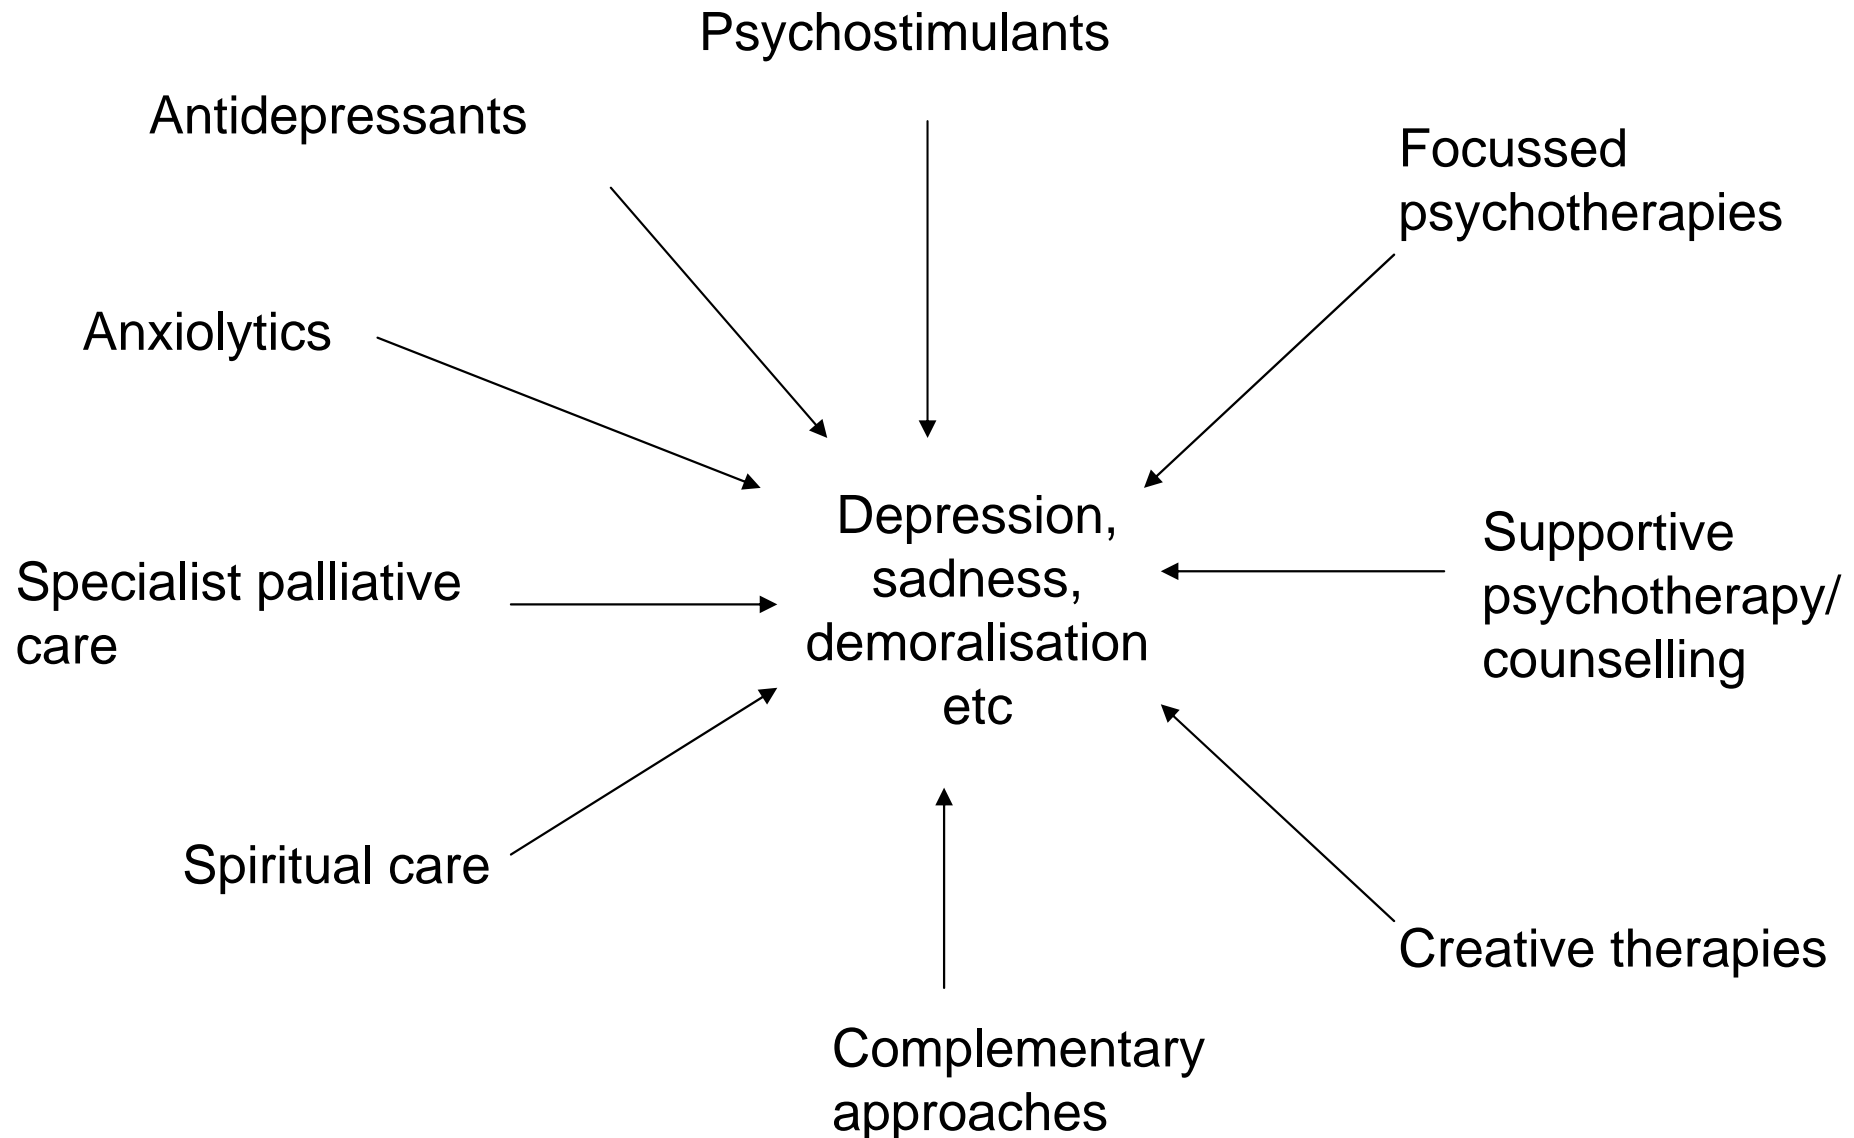 Psychostimulants
Antidepressants
Focussed
psychotherapies
Anxiolytics
Depression,
sadness,
demoralisation
etc
Supportive
psychotherapy/
counselling
Specialist palliative
care
Spiritual care
Creative therapies
Complementary
approaches